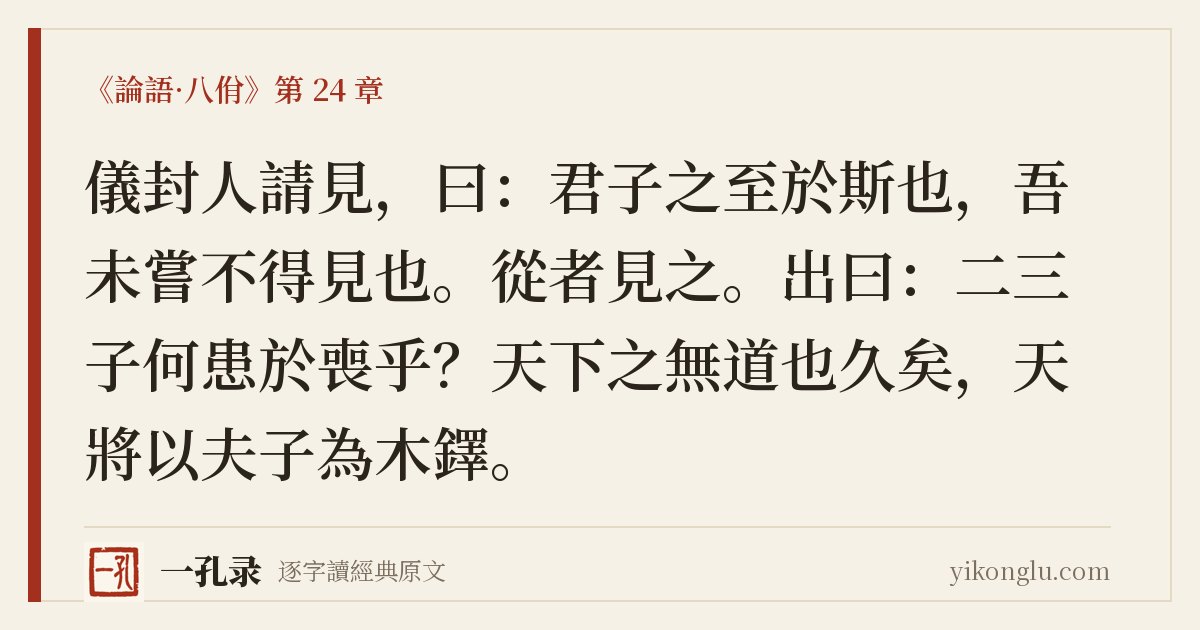 《論語·八佾》第 24 章
儀封人請見，曰：君子之至於斯也，吾
未嘗不得見也。從者見之。出曰：二三
子何患於喪乎？天下之無道也久矣，天
將以夫子為木鐸。
一孔
一孔录 逐字讀經典原文
yikonglu.com